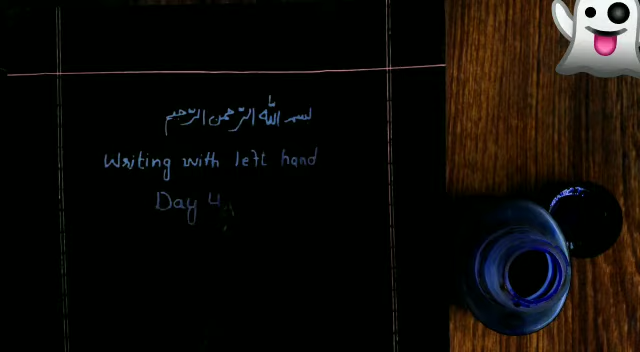 بسم الله الرحمن الرحيم
Writing with left hand
Day 4